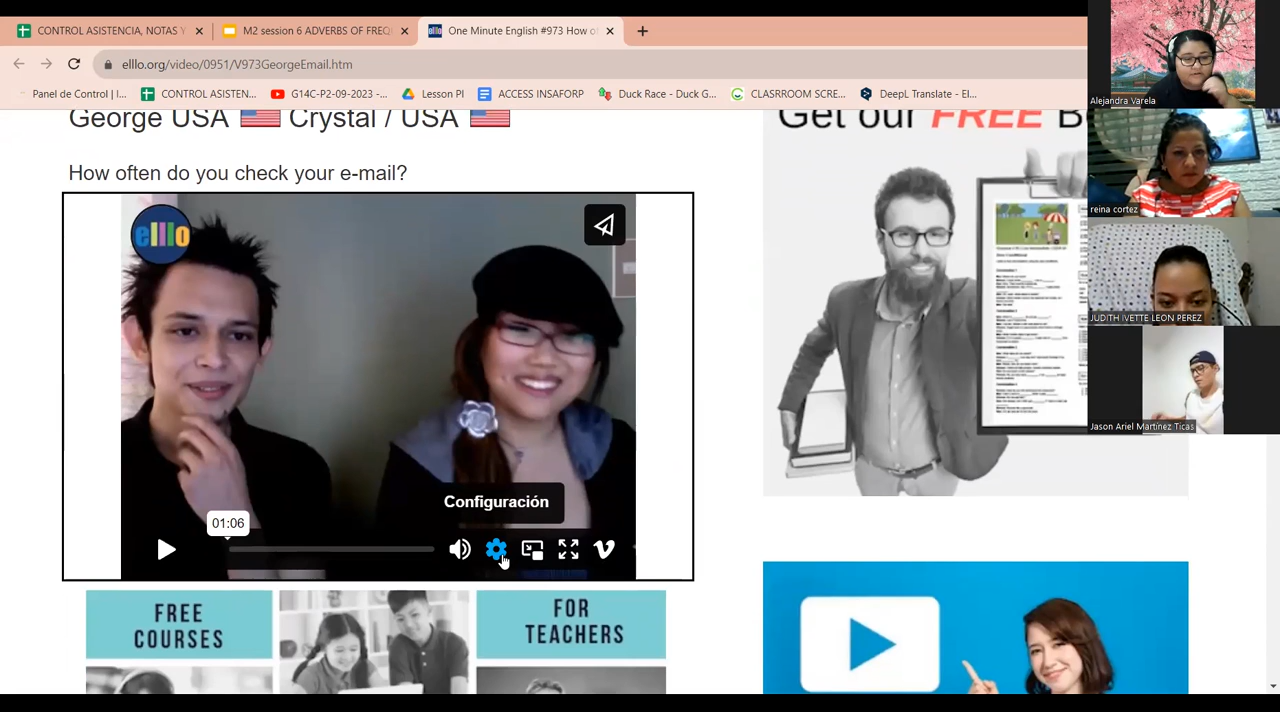 CONTROL ASISTENCIA, NOTAS Y
M2 session 6 ADVERBS OF FREQ
One Minute English #973 How of
elllo.org/video/0951/V973GeorgeEmail.htm
Panel de Control | I...
CONTROL ASISTEN...
G14C-P2-09-2023 -...
Lesson Pl
ACCESS INSAFORP
Duck Race - Duck G...
CLASRROOM SCRE...
DeepL Translate - El...
George USA Crystal / USA
How often do you check your e-mail?
elllo
Configuración
01:06
FREE
COURSES
FOR
TEACHERS
Get our FREE B
Alejandra Varela
reina cortez
JUDITH IVETTE LEON PEREZ
Jason Ariel Martinez Ticas